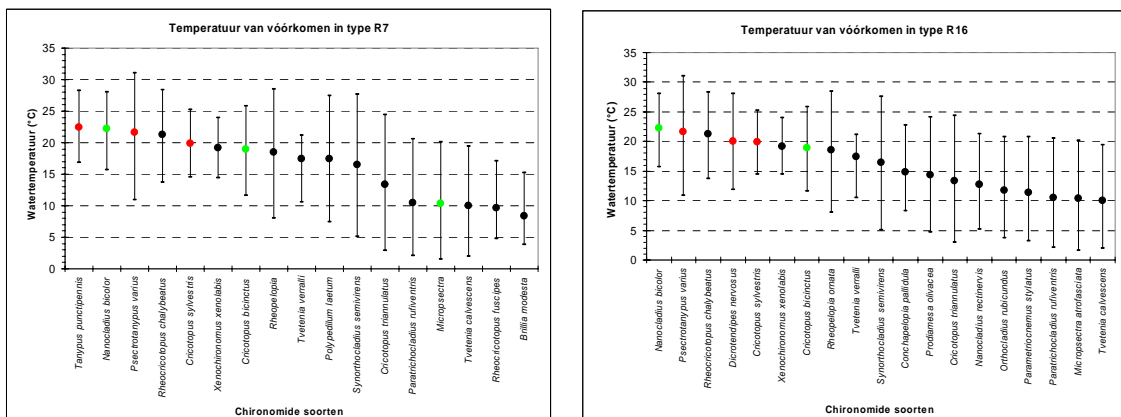 Temperatuur van vóórkomen in type R7
Watertemperatuur (°C)
35
30
25
20
15
10
5
0
Tanypus punctipennis
Nanocladius bicolor
Psectrotanypus varius
Rheocricotopus chalybeatus
Cricotopus sylvestris
Xenochironomus xenolabis
Cricotopus bicinctus
Rheopelopia
Tvetenia verralli
Polypedilum laetum
Synorthocladius semivirens
Cricotopus triannulatus
Paratrichocladius rufiventris
Micropsectra
Tvetenia calvescens
Rheocricotopus fuscipes
Brillia modesta
Chironomide soorten
Temperatuur van vóórkomen in type R16
Watertemperatuur (°C)
35
30
25
20
15
10
5
0
Nanocladius bicolor
Psectrotanypus varius
Rheocricotopus chalybeatus
Dicrotendipes nervosus
Cricotopus sylvestris
Xenochironomus xenolabis
Cricotopus bicinctus
Rheopelopia ornata
Tvetenia verralli
Synorthocladius semivirens
Conchapelopia pallidula
Prodiamesa olivacea
Cricotopus triannulatus
Nanocladius rectinervis
Orthocladius rubicundus
Parametriocnemus stylatus
Paratrichocladius rufiventris
Micropsectra atrofasciata
Tvetenia calvescens
Chironomide soorten